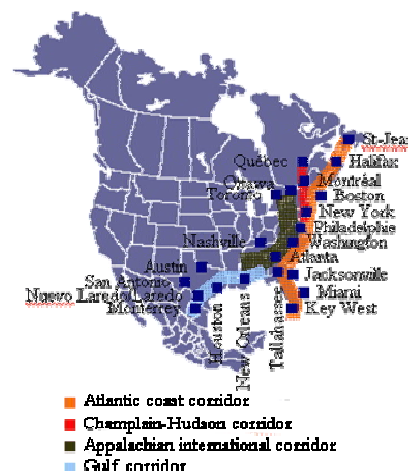 St-Jean
Québec
Halifax
Ottawa
Montréal
Toronto
Boston
New York
Philadelphie
Nashville
Washington
Atlanta
Austin
Jacksonville
San Antonio
Miami
Nuevo Laredo/Laredo
Monterrey
Key West
Houston
New Orleans
Tallahassee
Atlantic coast corridor
Champlain-Hudson corridor
Appalachian international corridor
Gulf corridor